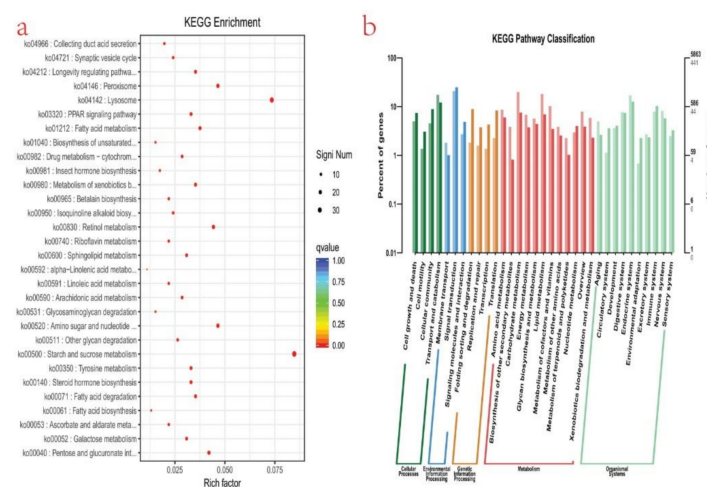 a
KEGG Enrichment
ko04966 : Collecting duct acid secretion
ko04721 : Synaptic vesicle cycle
ko04212 : Longevity regulating pathwa...
ko04146 : Peroxisome
ko04142 : Lysosome
ko03320 : PPAR signaling pathway
ko01212 : Fatty acid metabolism
ko01040 : Biosynthesis of unsaturated...
ko00982 : Drug metabolism - cytochrom...
ko00981 : Insect hormone biosynthesis
ko00980 : Metabolism of xenobiotics b...
ko00965 : Betalain biosynthesis
ko00950 : Isoquinoline alkaloid biosy...
ko00830 : Retinol metabolism
ko00740 : Riboflavin metabolism
ko00600 : Sphingolipid metabolism
ko00592 : alpha-Linolenic acid metabo...
ko00591 : Linoleic acid metabolism
ko00590 : Arachidonic acid metabolism
ko00531 : Glycosaminoglycan degradation
ko00520 : Amino sugar and nucleotide ...
ko00511 : Other glycan degradation
ko00500 : Starch and sucrose metabolism
ko00350 : Tyrosine metabolism
ko00140 : Steroid hormone biosynthesis
ko00071 : Fatty acid degradation
ko00061 : Fatty acid biosynthesis
ko00053 : Ascorbate and aldarate meta...
ko00052 : Galactose metabolism
ko00040 : Pentose and glucuronate int...
0.025
0.050
0.075
Rich factor
Signi Num
10
20
30
qvalue
1.00
0.75
0.50
0.25
0.00
b
KEGG Pathway Classification
Percent of genes
100
10
1
0.1
0.01
Cell growth and death
Cell motility
Cellular community
Transport and metabolism
Membrane transport
Signal transduction
Signaling molecules and interaction
Folding sorting and degradation
Replication and repair
Transcription
Translation
Amino acid metabolism
Biosynthesis of other secondary metabolites
Carbohydrate metabolism
Energy metabolism
Glycan biosynthesis and metabolism
Lipid metabolism
Metabolism of cofactors and vitamins
Metabolism of other amino acids
Metabolism of terpenoids and polyketides
Nucleotide metabolism
Overview
Xenobiotics biodegradation and metabolism
Aging
Circulatory system
Development
Digestive system
Endocrine system
Environmental adaptation
Excretory system
Immune system
Nervous system
Sensory system
Cellular
Processes
Environmental
Information
Processing
Genetic
Information
Processing
Metabolism
Organismal
Systems